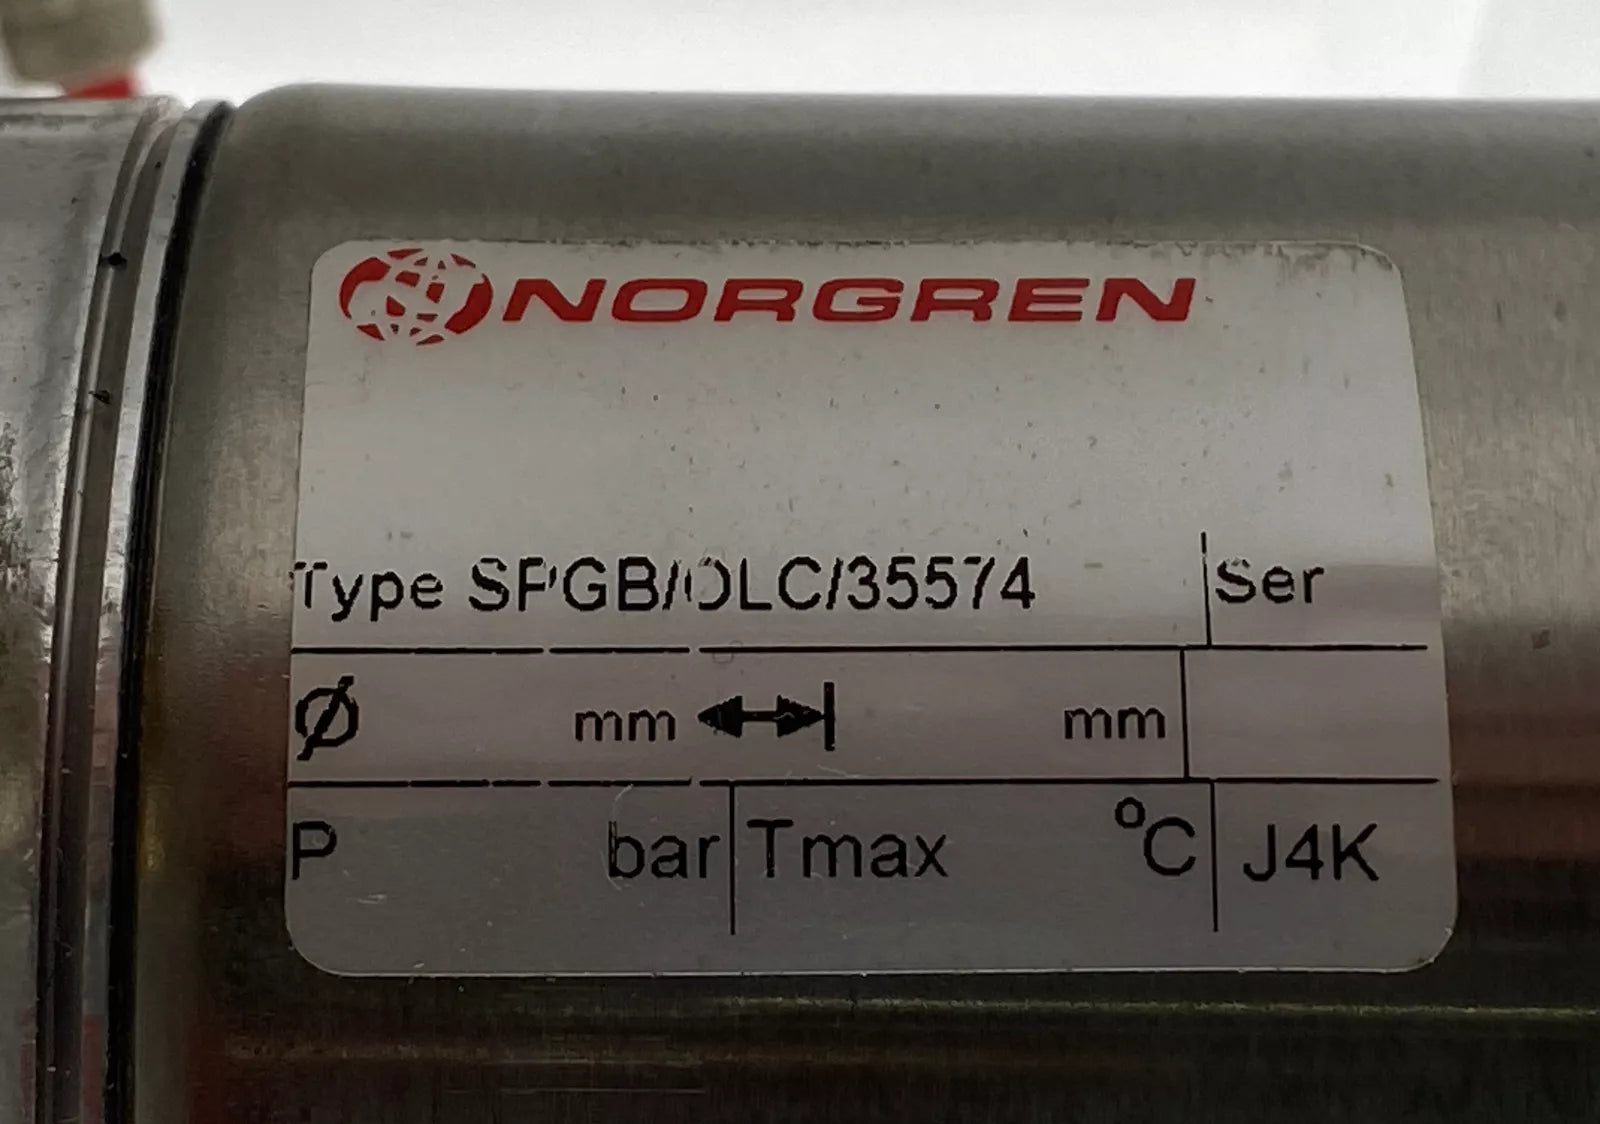 NORGREN
Type SPGB/OLC/35574 Ser
Ø mm mm
P bar Tmax °C J4K